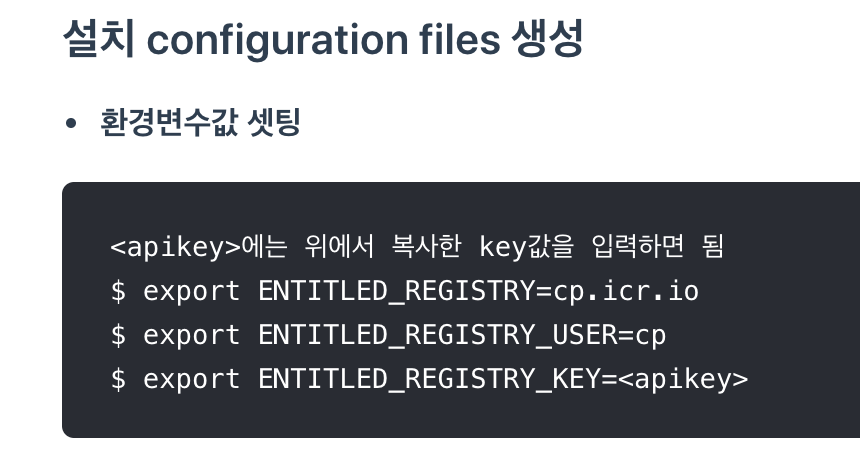 설치 configuration files 생성
• 환경변수값 셋팅
<apikey>에는 위에서 복사한 key값을 입력하면 됨
$ export ENTITLED_REGISTRY=cp.icr.io
$ export ENTITLED_REGISTRY_USER=cp
$ export ENTITLED_REGISTRY_KEY=<apikey>